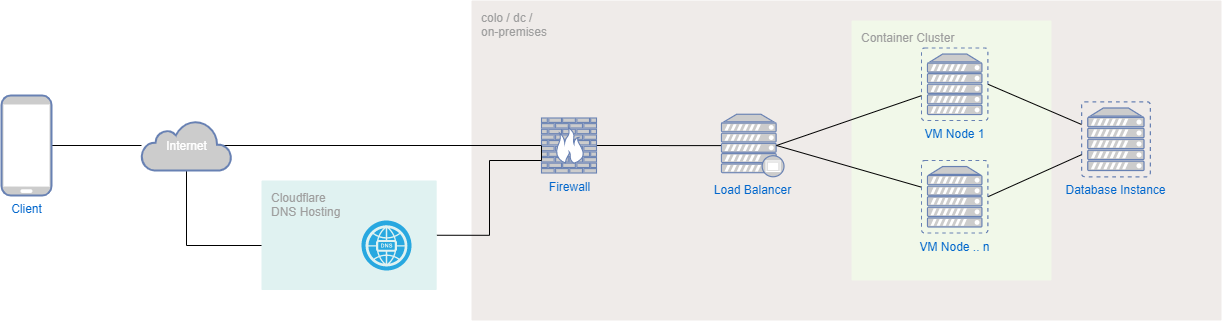 colo / dc /
on-premises
Container Cluster
VM Node 1
Internet
Client
Firewall
Load Balancer
Database Instance
Cloudflare
DNS Hosting
DNS
VM Node .. n